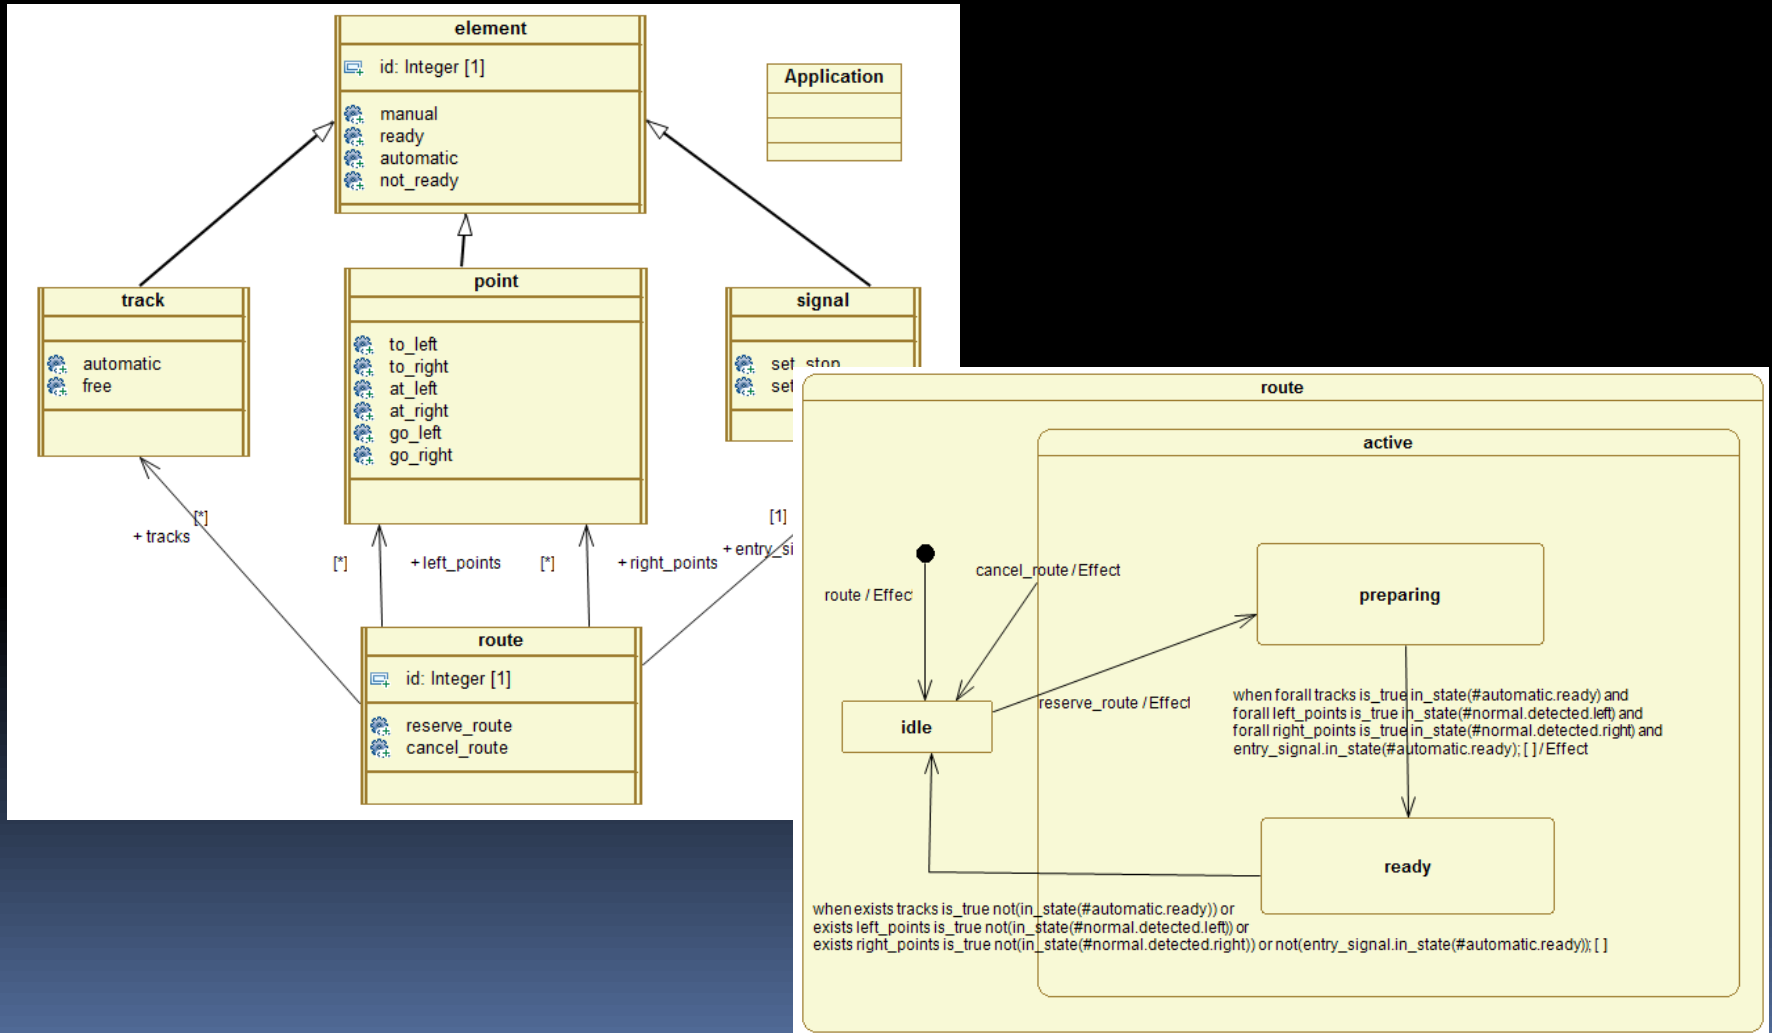 element
id: Integer [1]
manual
ready
automatic
not_ready
Application
track
automatic
free
point
to_left
to_right
at_left
at_right
go_left
go_right
signal
set_stop
[*]
+ tracks
[*]
+ left_points
[*]
+ right_points
[1]
route
id: Integer [1]
reserve_route
cancel_route
route
active
route / Effect
cancel_route / Effect
preparing
idle
reserve_route / Effect
when forall tracks is_true in_state(#automatic.ready) and
forall left_points is_true in_state(#normal.detected.left) and
forall right_points is_true in_state(#normal.detected.right) and
entry_signal.in_state(#automatic.ready); [ ] / Effect
ready
when exists tracks is_true not(in_state(#automatic.ready)) or
exists left_points is_true not(in_state(#normal.detected.left)) or
exists right_points is_true not(in_state(#normal.detected.right)) or not(entry_signal.in_state(#automatic.ready)); [ ]